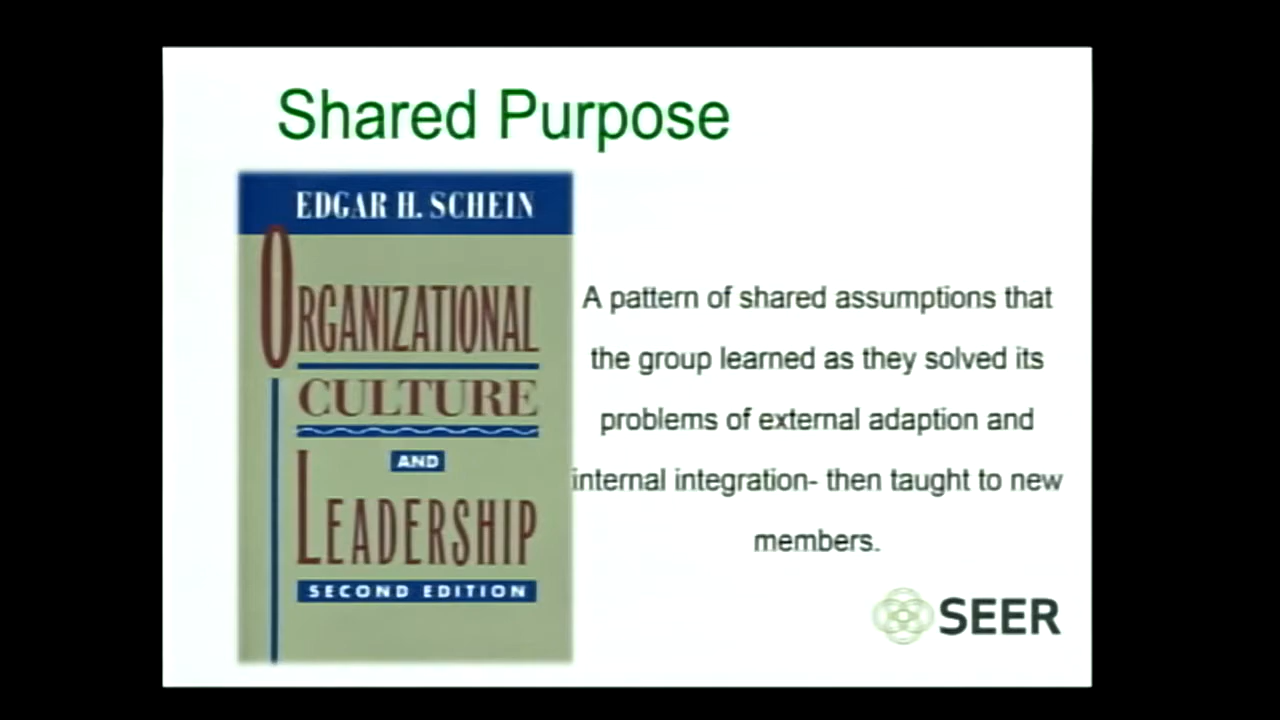 Shared Purpose
EDGAR H. SCHEIN
ORGANIZATIONAL
CULTURE
AND
LEADERSHIP
SECOND EDITION
A pattern of shared assumptions that
the group learned as they solved its
problems of external adaption and
internal integration- then taught to new
members.
SEER